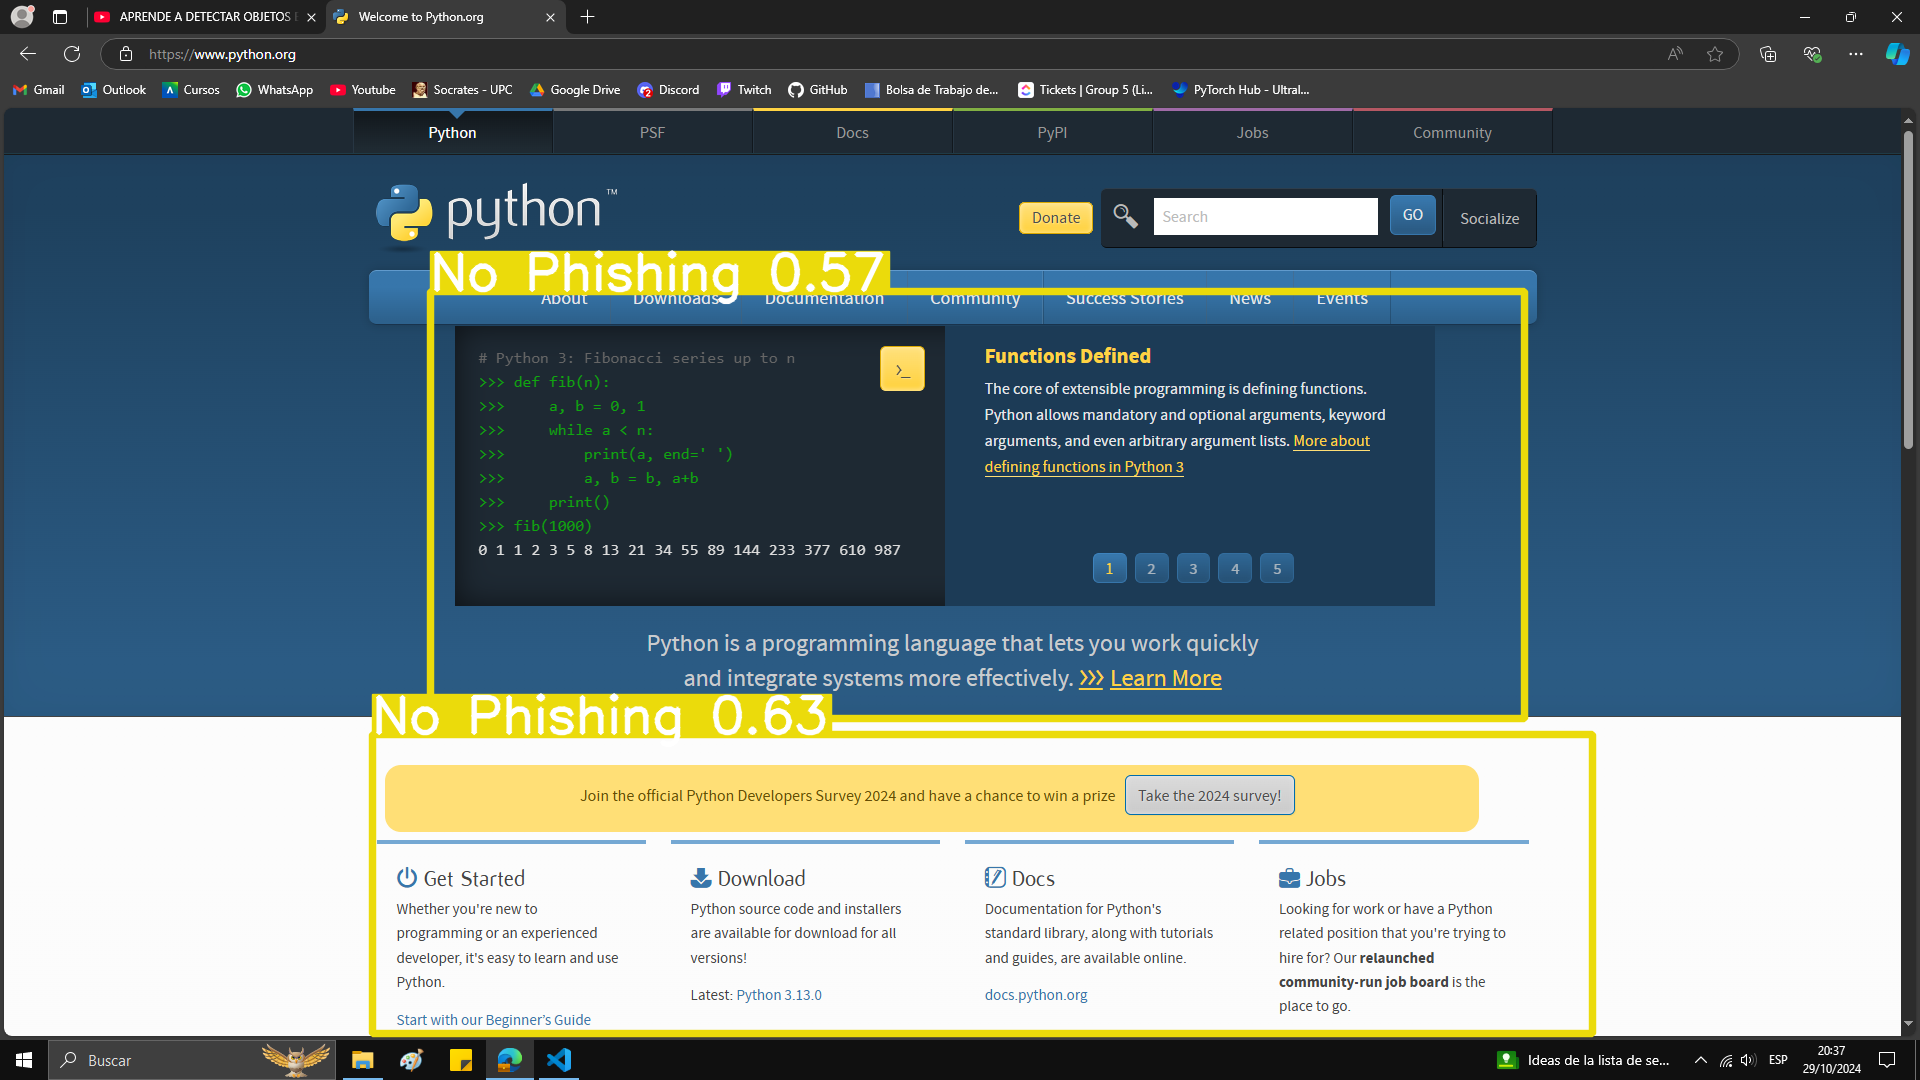 APRENDE A DETECTAR OBJETOS
Welcome to Python.org
https://www.python.org
Gmail
Outlook
Cursos
WhatsApp
Youtube
Socrates - UPC
Google Drive
Discord
Twitch
GitHub
Bolsa de Trabajo de...
Tickets | Group 5 (Li...
PyTorch Hub - Ultral...
Python
PSF
Docs
PyPI
Jobs
Community
python™
Donate
Search
GO
Socialize
No Phishing 0.57
About
Downloads
Documentation
Community
Success Stories
News
Events
# Python 3: Fibonacci series up to n
>>> def fib(n):
>>>     a, b = 0, 1
>>>     while a < n:
>>>         print(a, end=' ')
>>>         a, b = b, a+b
>>>     print()
>>> fib(1000)
0 1 1 2 3 5 8 13 21 34 55 89 144 233 377 610 987
>_
Functions Defined
The core of extensible programming is defining functions.
Python allows mandatory and optional arguments, keyword
arguments, and even arbitrary argument lists. More about
defining functions in Python 3
1
2
3
4
5
Python is a programming language that lets you work quickly
and integrate systems more effectively. >>> Learn More
No Phishing 0.63
Join the official Python Developers Survey 2024 and have a chance to win a prize
Take the 2024 survey!
Get Started
Whether you're new to
programming or an experienced
developer, it's easy to learn and use
Python.
Start with our Beginner's Guide
Download
Python source code and installers
are available for download for all
versions!
Latest: Python 3.13.0
Docs
Documentation for Python's
standard library, along with tutorials
and guides, are available online.
docs.python.org
Jobs
Looking for work or have a Python
related position that you're trying to
hire for? Our relaunched
community-run job board is the
place to go.
Buscar
Ideas de la lista de se...
ESP
20:37
29/10/2024